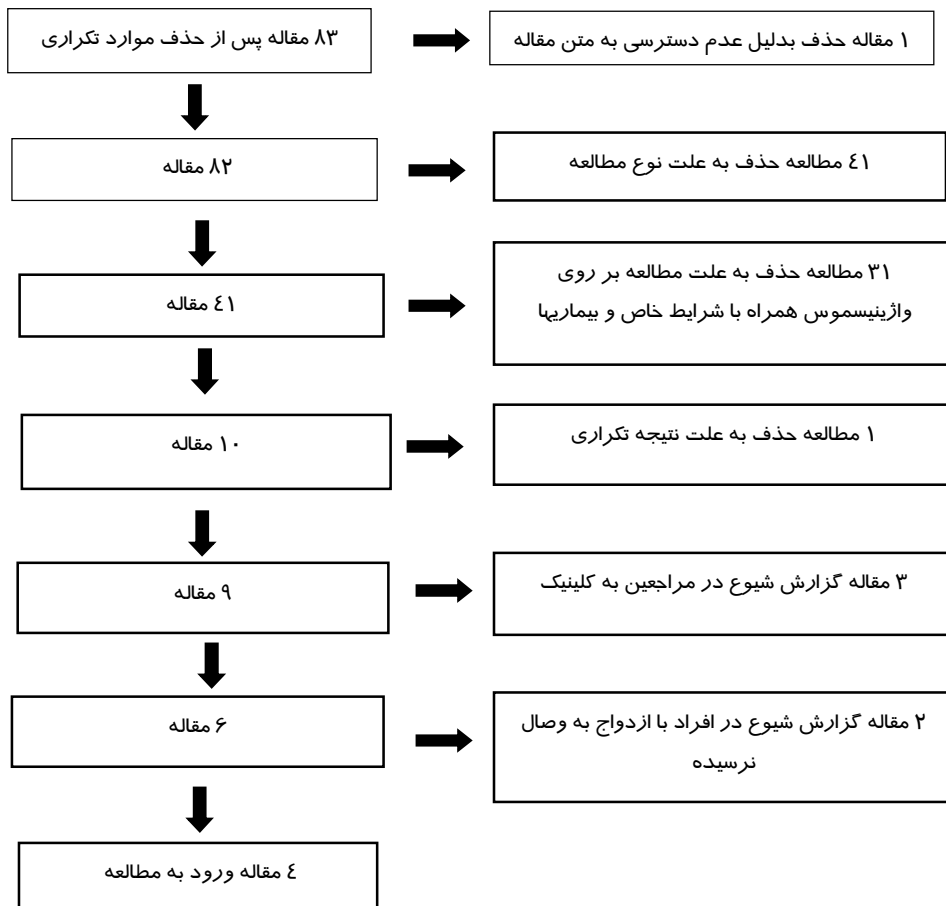 ۸۳ مقاله پس از حذف موارد تکراری
۱ مقاله حذف بدلیل عدم دسترسی به متن مقاله
۸۲ مقاله
٤۱ مطالعه حذف به علت نوع مطالعه
٤۱ مقاله
۳۱ مطالعه حذف به علت مطالعه بر روی
واژینیسموس همراه با شرایط خاص و بیماریها
۱۰ مقاله
۱ مطالعه حذف به علت نتیجه تکراری
۹ مقاله
۳ مقاله گزارش شیوع در مراجعین به کلینیک
۶ مقاله
۲ مقاله گزارش شیوع در افراد با ازدواج به وصال
نرسیده
٤ مقاله ورود به مطالعه